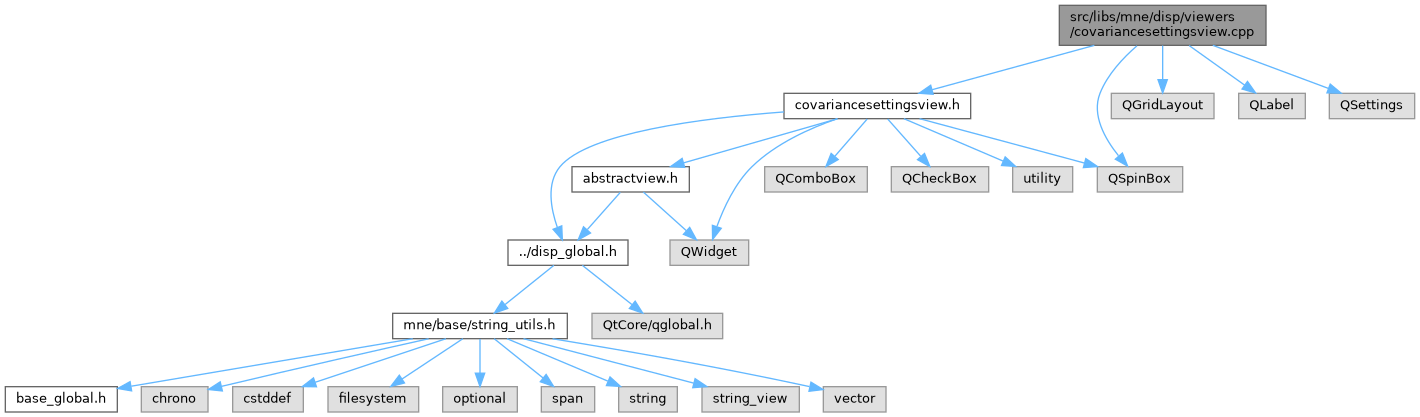 src/libs/mne/disp/viewers
/covariancesettingsview.cpp
covariancesettingsview.h
QGridLayout
QLabel
QSettings
abstractview.h
QComboBox
QCheckBox
utility
QSpinBox
../disp_global.h
QWidget
mne/base/string_utils.h
QtCore/qglobal.h
base_global.h
chrono
cstddef
filesystem
optional
span
string
string_view
vector